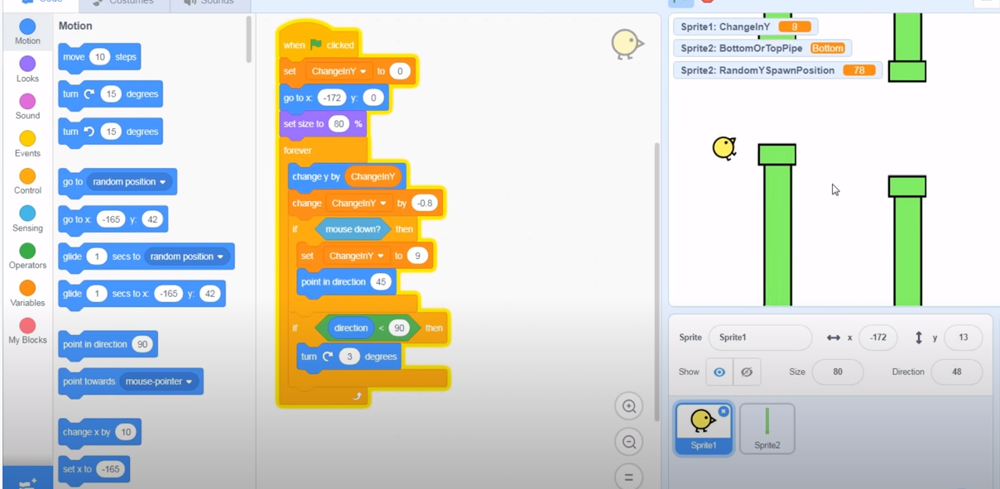 Code
Costumes
Sounds
Motion
Looks
Sound
Events
Control
Sensing
Operators
Variables
My Blocks
Motion
move 10 steps
turn 15 degrees
turn 15 degrees
go to random position
go to x: -165 y: 42
glide 1 secs to random position
glide 1 secs to x: -165 y: 42
point in direction 90
point towards mouse-pointer
change x by 10
set x to -165
when clicked
set ChangeInY to 0
go to x: -172 y: 0
set size to 80 %
forever
change y by ChangeInY
change ChangeInY by -0.8
if mouse down? then
set ChangeInY to 9
point in direction 45
if direction < 90 then
turn 3 degrees
Sprite1: ChangeInY 9
Sprite2: BottomOrTopPipe Bottom
Sprite2: RandomYSpawnPosition 78
Sprite Sprite1 x -172 y 13
Show Size 80 Direction 48
Sprite1
Sprite2